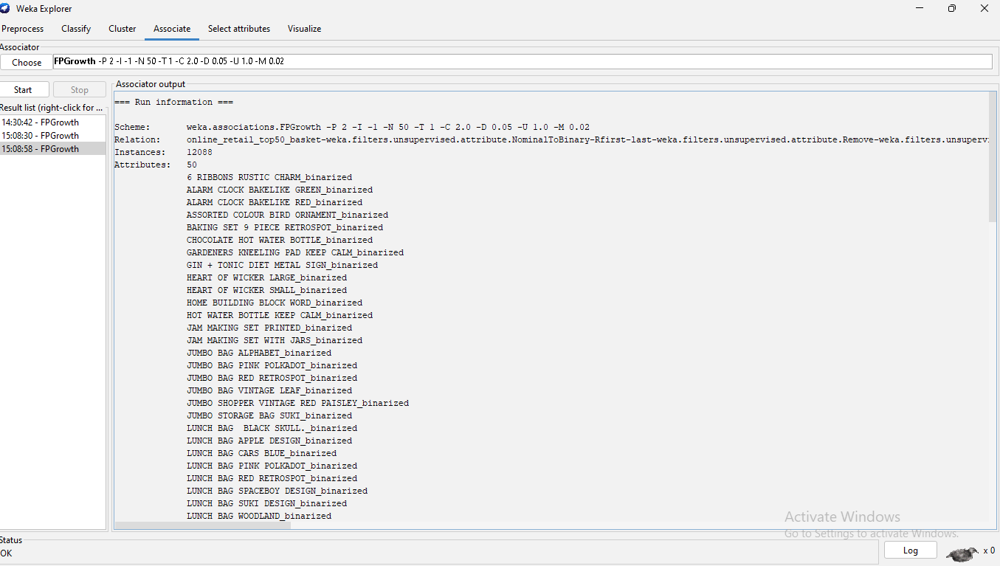 Weka Explorer
Preprocess Classify Cluster Associate Select attributes Visualize
Associator
Choose FPGrowth -P 2 -I -1 -N 50 -T 1 -C 2.0 -D 0.05 -U 1.0 -M 0.02
Start Stop
Result list (right-click for ...
14:30:42 - FPGrowth
15:08:30 - FPGrowth
15:08:58 - FPGrowth
Associator output
=== Run information ===
Scheme: weka.associations.FPGrowth -P 2 -I -1 -N 50 -T 1 -C 2.0 -D 0.05 -U 1.0 -M 0.02
Relation: online_retail_top50_basket-weka.filters.unsupervised.attribute.NominalToBinary-Rfirst-last-weka.filters.unsupervised.attribute.Remove-weka.filters.unsupervi
Instances: 12088
Attributes: 50
6 RIBBONS RUSTIC CHARM_binarized
ALARM CLOCK BAKELIKE GREEN_binarized
ALARM CLOCK BAKELIKE RED_binarized
ASSORTED COLOUR BIRD ORNAMENT_binarized
BAKING SET 9 PIECE RETROSPOT_binarized
CHOCOLATE HOT WATER BOTTLE_binarized
GARDENERS KNEELING PAD KEEP CALM_binarized
GIN + TONIC DIET METAL SIGN_binarized
HEART OF WICKER LARGE_binarized
HEART OF WICKER SMALL_binarized
HOME BUILDING BLOCK WORD_binarized
HOT WATER BOTTLE KEEP CALM_binarized
JAM MAKING SET PRINTED_binarized
JAM MAKING SET WITH JARS_binarized
JUMBO BAG ALPHABET_binarized
JUMBO BAG PINK POLKADOT_binarized
JUMBO BAG RED RETROSPOT_binarized
JUMBO BAG VINTAGE LEAF_binarized
JUMBO SHOPPER VINTAGE RED PAISLEY_binarized
JUMBO STORAGE BAG SUKI_binarized
LUNCH BAG  BLACK SKULL._binarized
LUNCH BAG APPLE DESIGN_binarized
LUNCH BAG CARS BLUE_binarized
LUNCH BAG PINK POLKADOT_binarized
LUNCH BAG RED RETROSPOT_binarized
LUNCH BAG SPACEBOY DESIGN_binarized
LUNCH BAG SUKI DESIGN_binarized
LUNCH BAG WOODLAND_binarized
Activate Windows
Go to Settings to activate Windows.
Status
OK
Log x 0